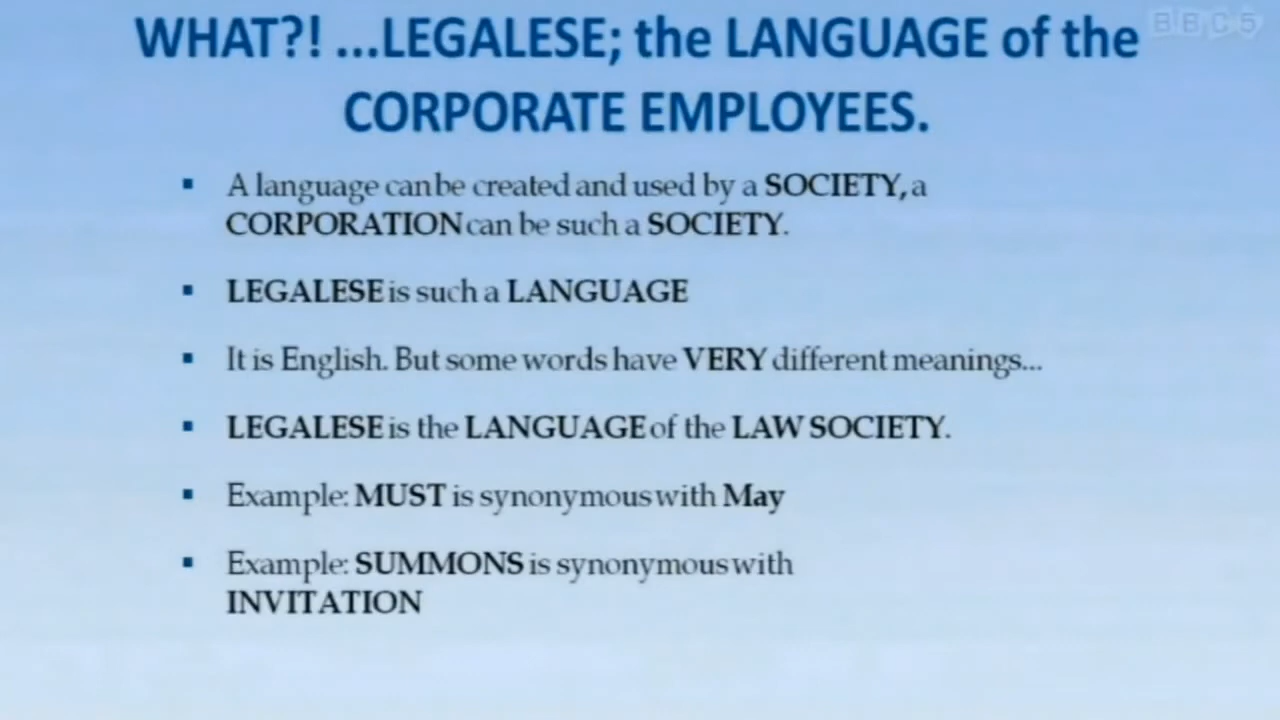 WHAT?! ...LEGALESE; the LANGUAGE of the
CORPORATE EMPLOYEES.
BBC5
A language can be created and used by a SOCIETY, a
CORPORATION can be such a SOCIETY.
LEGALESE is such a LANGUAGE
It is English. But some words have VERY different meanings...
LEGALESE is the LANGUAGE of the LAW SOCIETY.
Example: MUST is synonymous with May
Example: SUMMONS is synonymous with
INVITATION